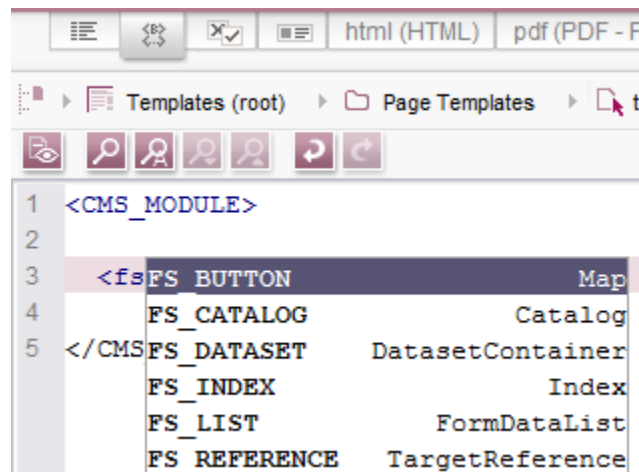 html (HTML) pdf (PDF - F
Templates (root) Page Templates t
1 <CMS_MODULE>
2
3 <fs FS_BUTTON Map
4 FS_CATALOG Catalog
5 </CMS FS_DATASET DatasetContainer
FS_INDEX Index
FS_LIST FormDataList
FS_REFERENCE TargetReference